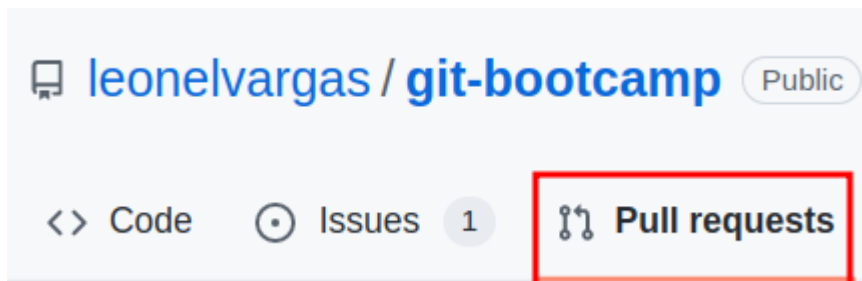 leonelvargas / git-bootcamp Public
Code Issues 1 Pull requests